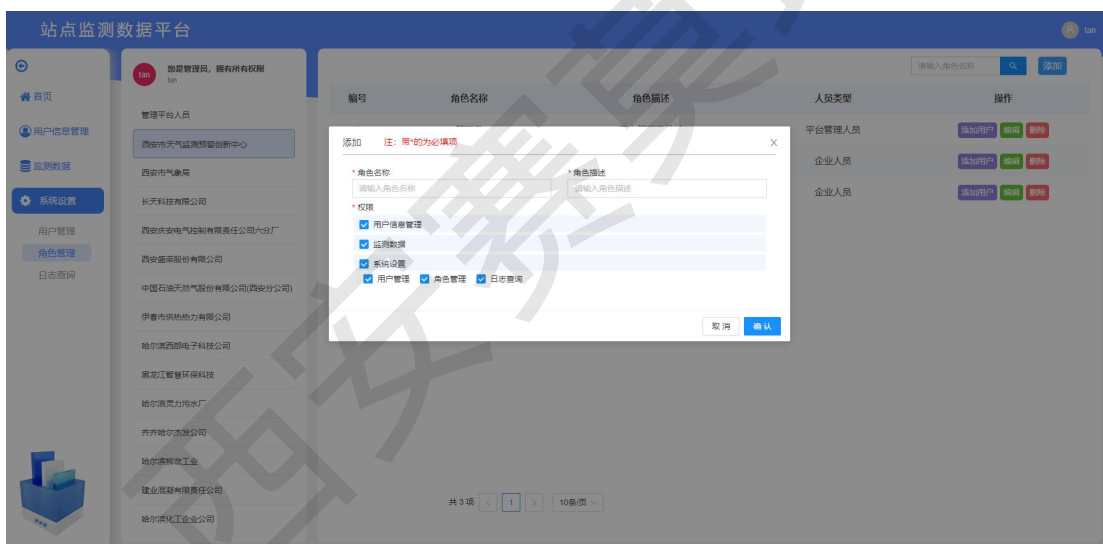 站点监测数据平台
tan
首页
用户信息管理
监测数据
系统设置
用户管理
角色管理
日志查询
tan
您是管理员，拥有所有权限
tan
管理平台人员
西安市天气监测预警创新中心
西安市气象局
长天科技有限公司
西安庆安电气控制有限责任公司六分厂
西安盛荣股份有限公司
中国石油天然气股份有限公司(西安分公司)
伊春市供热热力有限公司
哈尔滨西部电子科技公司
黑龙江智慧环保科技
哈尔滨灵力污水厂
齐齐哈尔杰发公司
哈尔滨柳龙工业
建业混凝有限责任公司
哈尔滨化工企业公司
请输入角色名称
添加
编号 角色名称 角色描述 人员类型 操作
平台管理人员 添加用户 编辑 删除
企业人员 添加用户 编辑 删除
企业人员 添加用户 编辑 删除
添加 注：带*的为必填项
* 角色名称 * 角色描述
请输入角色名称 请输入角色描述
* 权限
用户信息管理
监测数据
系统设置
用户管理 角色管理 日志查询
取消 确认
共 3 项 < 1 > 10条/页
西安赛莫